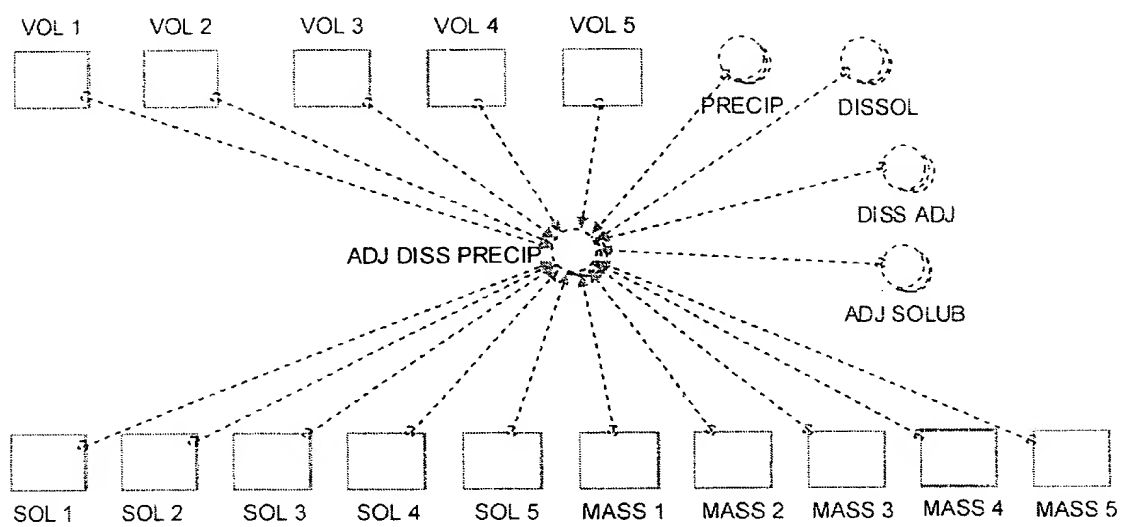 VOL 1 VOL 2 VOL 3 VOL 4 VOL 5
PRECIP DISSOL
DISS ADJ
ADJ DISS PRECIP
ADJ SOLUB
SOL 1 SOL 2 SOL 3 SOL 4 SOL 5 MASS 1 MASS 2 MASS 3 MASS 4 MASS 5